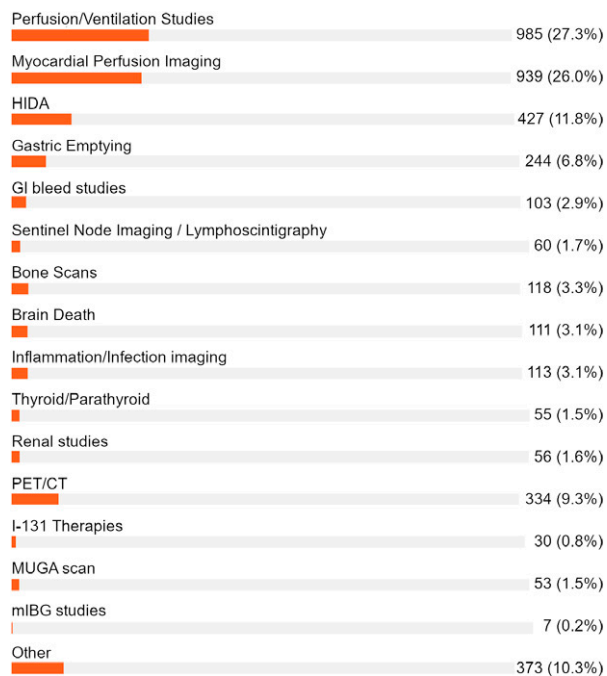 Perfusion/Ventilation Studies
985 (27.3%)
Myocardial Perfusion Imaging
939 (26.0%)
HIDA
427 (11.8%)
Gastric Emptying
244 (6.8%)
GI bleed studies
103 (2.9%)
Sentinel Node Imaging / Lymphoscintigraphy
60 (1.7%)
Bone Scans
118 (3.3%)
Brain Death
111 (3.1%)
Inflammation/Infection imaging
113 (3.1%)
Thyroid/Parathyroid
55 (1.5%)
Renal studies
56 (1.6%)
PET/CT
334 (9.3%)
I-131 Therapies
30 (0.8%)
MUGA scan
53 (1.5%)
mIBG studies
7 (0.2%)
Other
373 (10.3%)